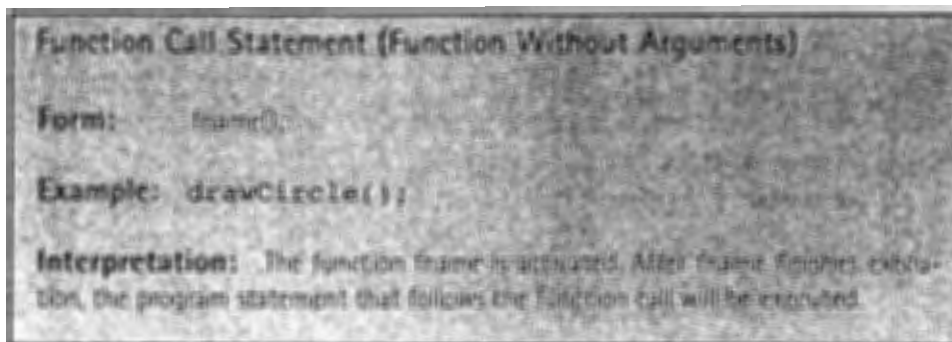 Function Call Statement (Function Without Arguments)
Form: fname();
Example: drawCircle();
Interpretation: The function fname is activated. After fname finishes execu-
tion, the program statement that follows the function call will be executed.